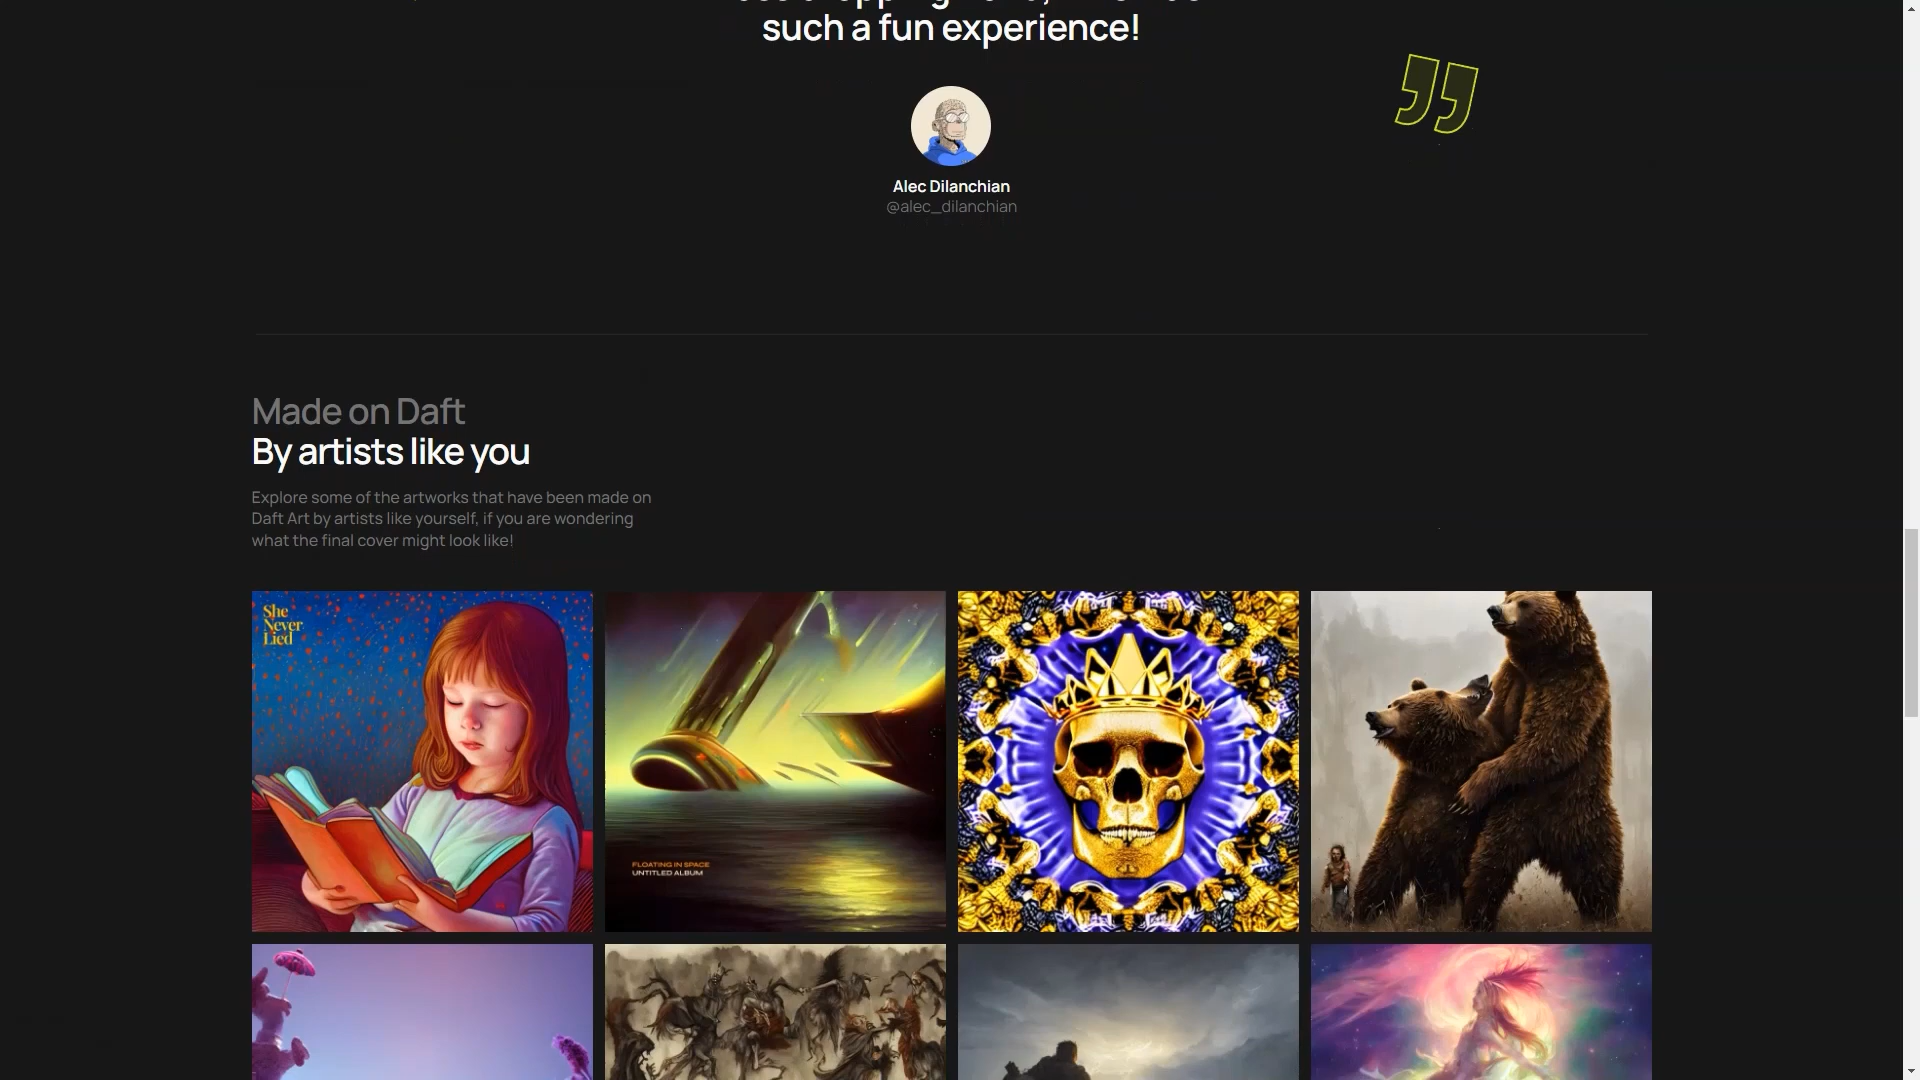 such a fun experience!
Alec Dilanchian
@alec_dilanchian
Made on Daft
By artists like you
Explore some of the artworks that have been made on
Daft Art by artists like yourself, if you are wondering
what the final cover might look like!
She
Never
Lied
FLOATING IN SPACE
UNTITLED ALBUM